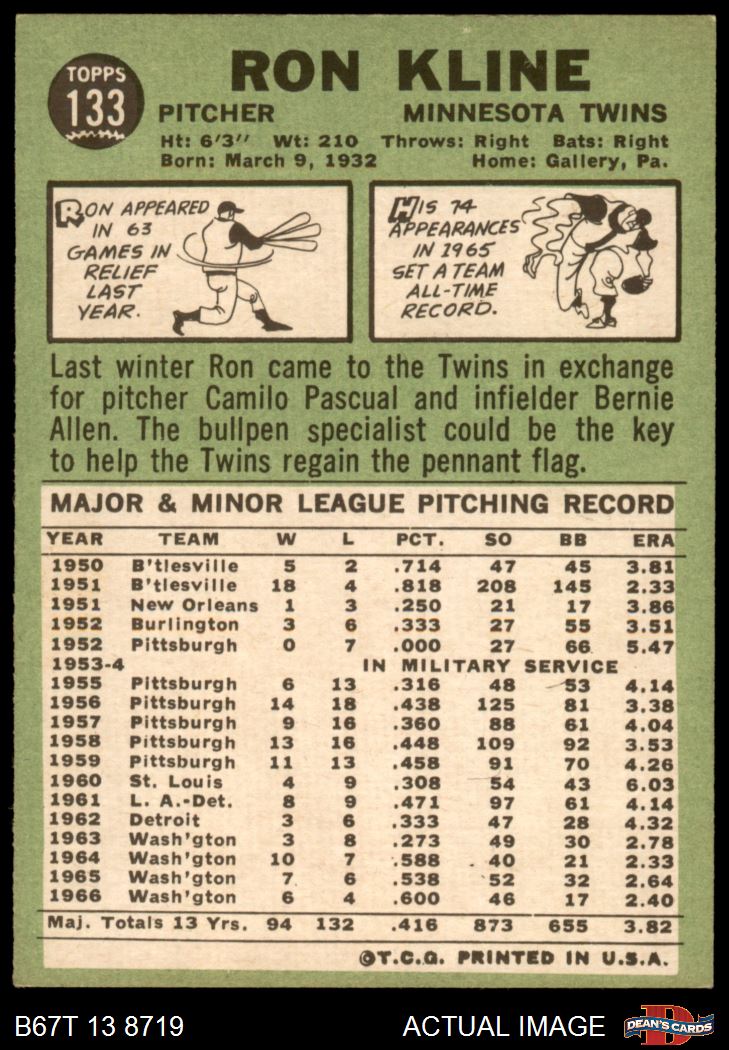 TOPPS
133
RON KLINE
PITCHER MINNESOTA TWINS
Ht: 6'3" Wt: 210 Throws: Right Bats: Right
Born: March 9, 1932 Home: Gallery, Pa.
RON APPEARED
IN 63
GAMES IN
RELIEF
LAST
YEAR.
HIS 74
APPEARANCES
IN 1965
SET A TEAM
ALL-TIME
RECORD.
Last winter Ron came to the Twins in exchange
for pitcher Camilo Pascual and infielder Bernie
Allen. The bullpen specialist could be the key
to help the Twins regain the pennant flag.
MAJOR & MINOR LEAGUE PITCHING RECORD
YEAR TEAM W L PCT. SO BB ERA
1950 B'tlesville 5 2 .714 47 45 3.81
1951 B'tlesville 18 4 .818 208 145 2.33
1951 New Orleans 1 3 .250 21 17 3.86
1952 Burlington 3 6 .333 27 55 3.51
1952 Pittsburgh 0 7 .000 27 66 5.47
1953-4 IN MILITARY SERVICE
1955 Pittsburgh 6 13 .316 48 53 4.14
1956 Pittsburgh 14 18 .438 125 81 3.38
1957 Pittsburgh 9 16 .360 88 61 4.04
1958 Pittsburgh 13 16 .448 109 92 3.53
1959 Pittsburgh 11 13 .458 91 70 4.26
1960 St. Louis 4 9 .308 54 43 6.03
1961 L. A.-Det. 8 9 .471 97 61 4.14
1962 Detroit 3 6 .333 47 28 4.32
1963 Wash'gton 3 8 .273 49 30 2.78
1964 Wash'gton 10 7 .588 40 21 2.33
1965 Wash'gton 7 6 .538 52 32 2.64
1966 Wash'gton 6 4 .600 46 17 2.40
Maj. Totals 13 Yrs. 94 132 .416 873 655 3.82
©T.C.G. PRINTED IN U.S.A.
B67T 13 8719 ACTUAL IMAGE
DEAN'S CARDS